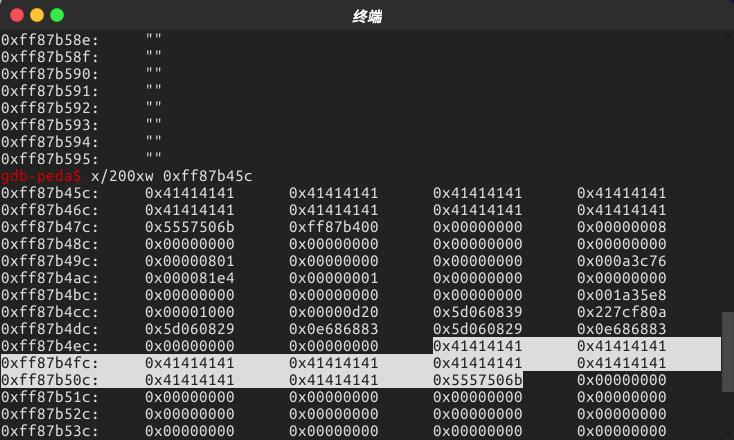 终端
0xff87b58e: ""
0xff87b58f: ""
0xff87b590: ""
0xff87b591: ""
0xff87b592: ""
0xff87b593: ""
0xff87b594: ""
0xff87b595: ""
gdb-peda$ x/200xw 0xff87b45c
0xff87b45c: 0x41414141 0x41414141 0x41414141 0x41414141
0xff87b46c: 0x41414141 0x41414141 0x41414141 0x41414141
0xff87b47c: 0x5557506b 0xff87b400 0x00000000 0x00000008
0xff87b48c: 0x00000000 0x00000000 0x00000000 0x00000000
0xff87b49c: 0x00000801 0x00000000 0x00000000 0x000a3c76
0xff87b4ac: 0x000081e4 0x00000001 0x00000000 0x00000000
0xff87b4bc: 0x00000000 0x00000000 0x00000000 0x001a35e8
0xff87b4cc: 0x00001000 0x00000d20 0x5d060839 0x227cf80a
0xff87b4dc: 0x5d060829 0x0e686883 0x5d060829 0x0e686883
0xff87b4ec: 0x00000000 0x00000000 0x41414141 0x41414141
0xff87b4fc: 0x41414141 0x41414141 0x41414141 0x41414141
0xff87b50c: 0x41414141 0x41414141 0x5557506b 0x00000000
0xff87b51c: 0x00000000 0x00000000 0x00000000 0x00000000
0xff87b52c: 0x00000000 0x00000000 0x00000000 0x00000000
0xff87b53c: 0x00000000 0x00000000 0x00000000 0x00000000